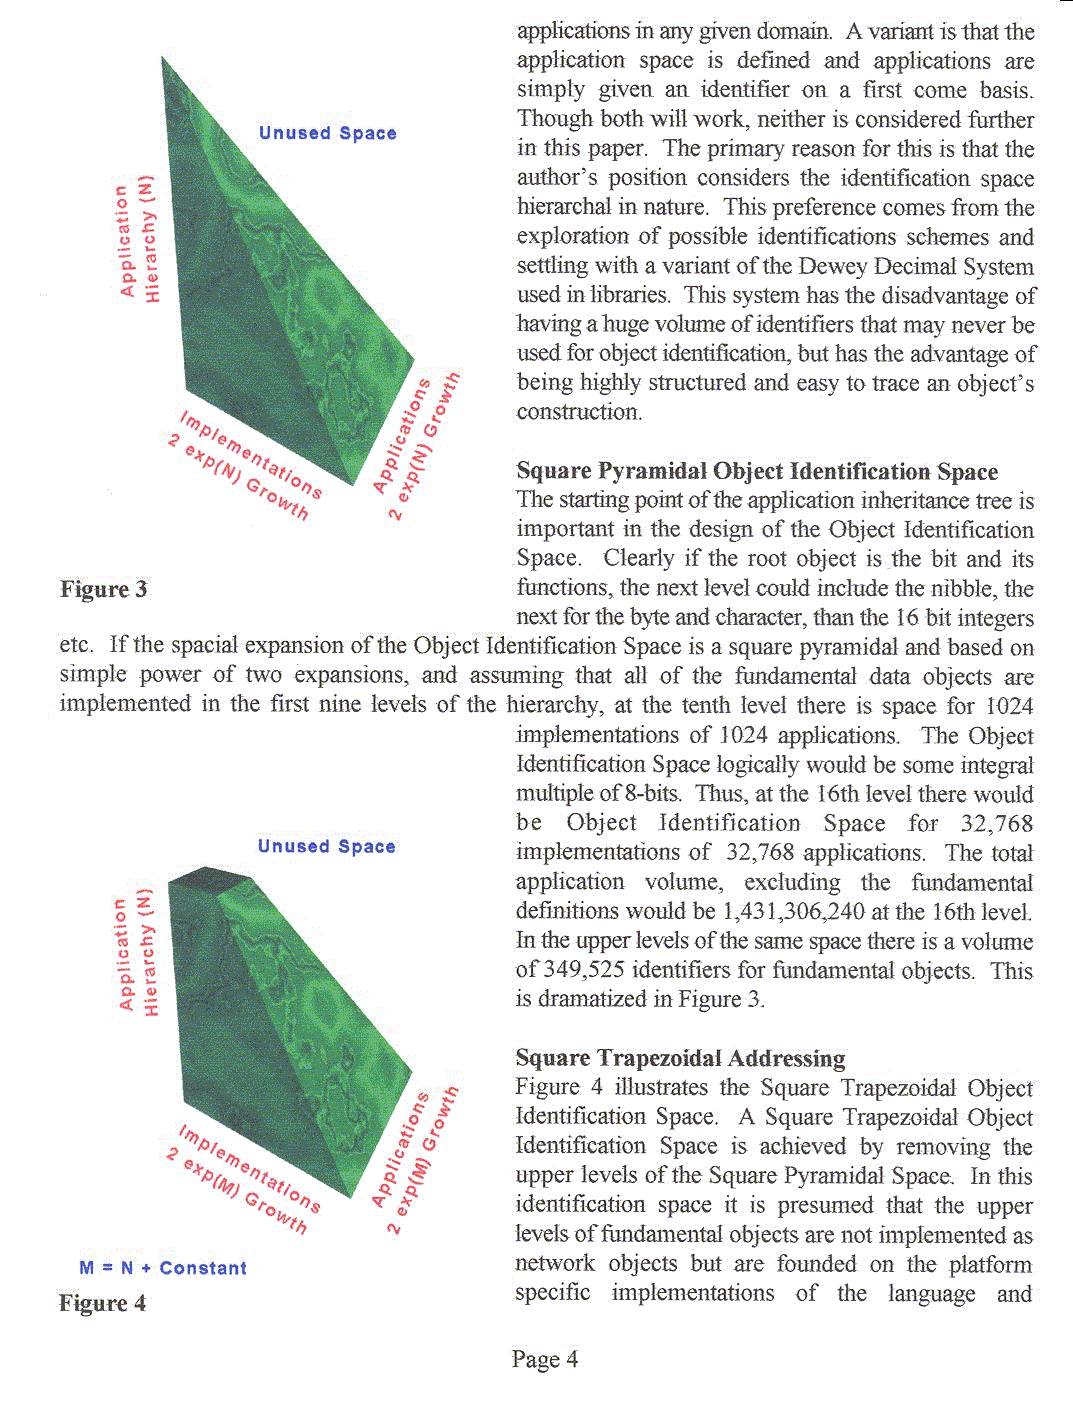 applications in any given domain. A variant is that the
application space is defined and applications are
simply given an identifier on a first come basis.
Though both will work, neither is considered further
in this paper. The primary reason for this is that the
author's position considers the identification space
hierarchal in nature. This preference comes from the
exploration of possible identifications schemes and
settling with a variant of the Dewey Decimal System
used in libraries. This system has the disadvantage of
having a huge volume of identifiers that may never be
used for object identification, but has the advantage of
being highly structured and easy to trace an object's
construction.
Unused Space
Application
Hierarchy (N)
Implementations
2 exp(N) Growth
Applications
2 exp(N) Growth
Figure 3
Square Pyramidal Object Identification Space
The starting point of the application inheritance tree is
important in the design of the Object Identification
Space. Clearly if the root object is the bit and its
functions, the next level could include the nibble, the
next for the byte and character, than the 16 bit integers
etc. If the spacial expansion of the Object Identification Space is a square pyramidal and based on
simple power of two expansions, and assuming that all of the fundamental data objects are
implemented in the first nine levels of the hierarchy, at the tenth level there is space for 1024
implementations of 1024 applications. The Object
Identification Space logically would be some integral
multiple of 8-bits. Thus, at the 16th level there would
be Object Identification Space for 32,768
implementations of 32,768 applications. The total
application volume, excluding the fundamental
definitions would be 1,431,306,240 at the 16th level.
In the upper levels of the same space there is a volume
of 349,525 identifiers for fundamental objects. This
is dramatized in Figure 3.
Unused Space
Application
Hierarchy (N)
Implementations
2 exp(M) Growth
Applications
2 exp(M) Growth
M = N + Constant
Figure 4
Square Trapezoidal Addressing
Figure 4 illustrates the Square Trapezoidal Object
Identification Space. A Square Trapezoidal Object
Identification Space is achieved by removing the
upper levels of the Square Pyramidal Space. In this
identification space it is presumed that the upper
levels of fundamental objects are not implemented as
network objects but are founded on the platform
specific implementations of the language and
Page 4